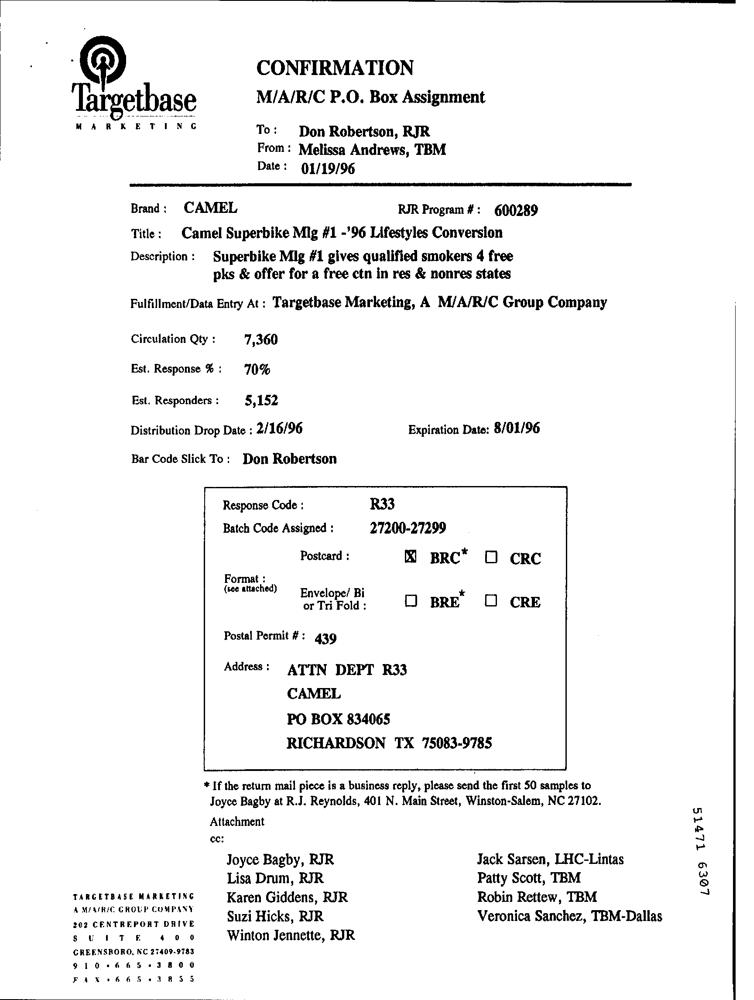 Targetbase
MARKETING
CONFIRMATION
M/A/R/C P.O. Box Assignment
To : Don Robertson, RJR
From : Melissa Andrews, TBM
Date : 01/19/96
Brand : CAMEL RJR Program # : 600289
Title : Camel Superbike Mlg #1 -'96 Lifestyles Conversion
Description : Superbike Mlg #1 gives qualified smokers 4 free
pks & offer for a free ctn in res & nonres states
Fulfillment/Data Entry At : Targetbase Marketing, A M/A/R/C Group Company
Circulation Qty : 7,360
Est. Response % : 70%
Est. Responders : 5,152
Distribution Drop Date : 2/16/96 Expiration Date: 8/01/96
Bar Code Slick To : Don Robertson
Response Code : R33
Batch Code Assigned : 27200-27299
Postcard : ☒ BRC* ☐ CRC
Format :
(see attached)
Envelope/ Bi
or Tri Fold : ☐ BRE* ☐ CRE
Postal Permit # : 439
Address : ATTN DEPT R33
CAMEL
PO BOX 834065
RICHARDSON TX 75083-9785
* If the return mail piece is a business reply, please send the first 50 samples to
Joyce Bagby at R.J. Reynolds, 401 N. Main Street, Winston-Salem, NC 27102.
Attachment
cc:
Joyce Bagby, RJR Jack Sarsen, LHC-Lintas
Lisa Drum, RJR Patty Scott, TBM
Karen Giddens, RJR Robin Rettew, TBM
Suzi Hicks, RJR Veronica Sanchez, TBM-Dallas
Winton Jennette, RJR
TARGETBASE MARKETING
A M/A/R/C GROUP COMPANY
202 CENTREPORT DRIVE
SUITE 400
GREENSBORO, NC 27409-9783
910•665•3800
FAX•665•3855
51471 6307